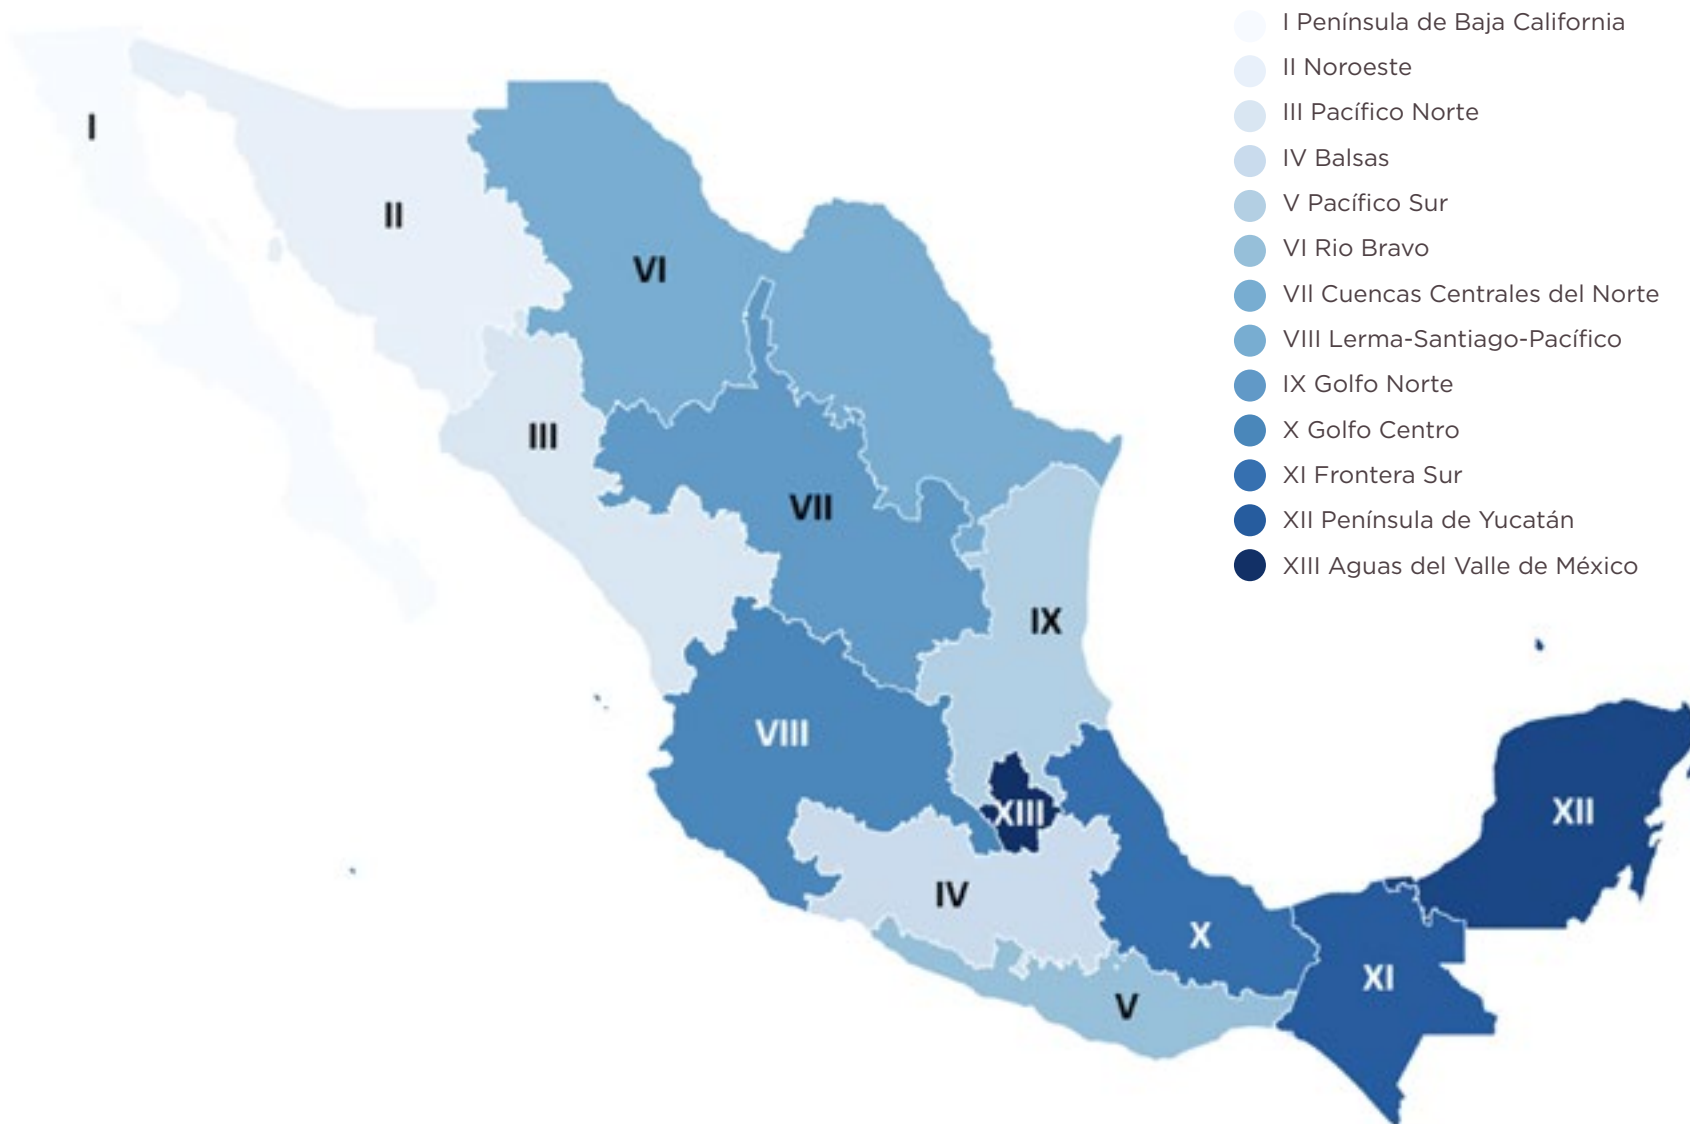 I Península de Baja California
II Noroeste
III Pacífico Norte
IV Balsas
V Pacífico Sur
VI Rio Bravo
VII Cuencas Centrales del Norte
VIII Lerma-Santiago-Pacífico
IX Golfo Norte
X Golfo Centro
XI Frontera Sur
XII Península de Yucatán
XIII Aguas del Valle de México
I
II
VI
III
VII
IX
VIII
XIII
XII
IV
X
XI
V